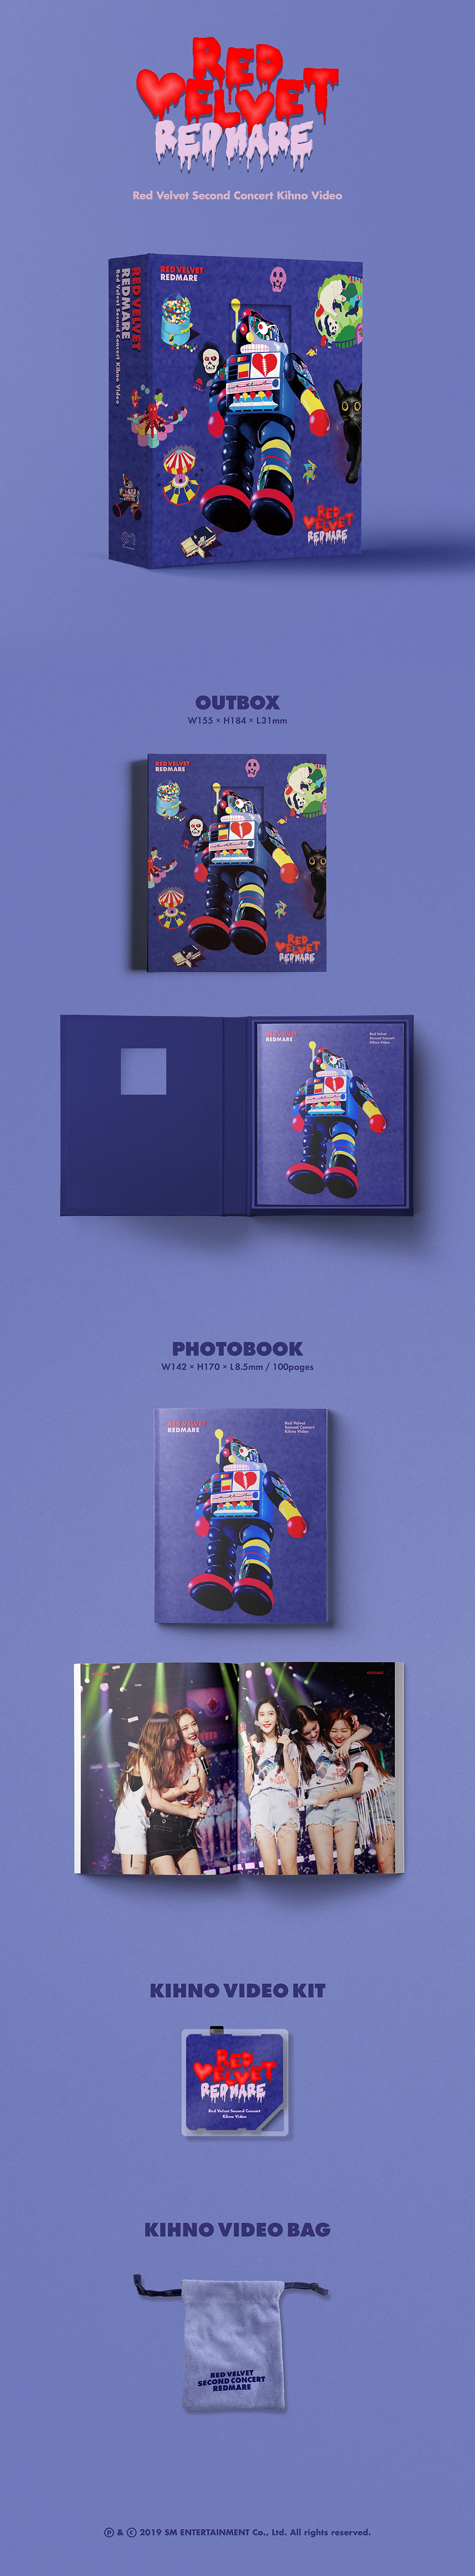 RED
VELVET
REDMARE
Red Velvet Second Concert Kihno Video
RED VELVET
REDMARE
RED VELVET
REDMARE
Red Velvet Second Concert Kihno Video
RED
VELVET
REDMARE
OUTBOX
W155 × H184 × L31mm
RED VELVET
REDMARE
RED
VELVET
REDMARE
RED VELVET
REDMARE
Red Velvet
Second Concert
Kihno Video
PHOTOBOOK
W142 × H170 × L8.5mm / 100pages
RED VELVET
REDMARE
Red Velvet
Second Concert
Kihno Video
KIHNO VIDEO KIT
RED
VELVET
REDMARE
Red Velvet Second Concert
Kihno Video
KIHNO VIDEO BAG
RED VELVET
SECOND CONCERT
REDMARE
Ⓟ & ⓒ 2019 SM ENTERTAINMENT Co., Ltd. All rights reserved.